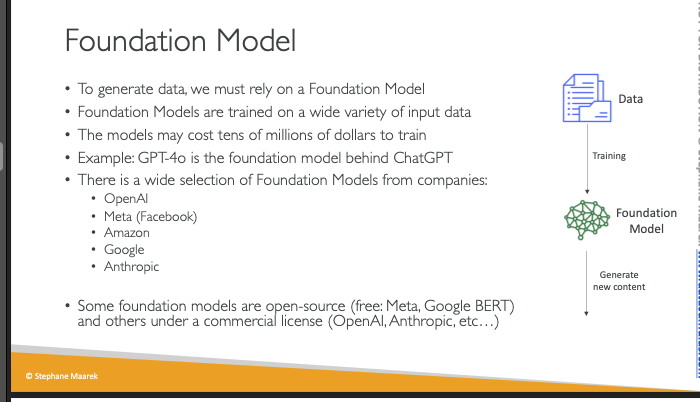 Foundation Model
• To generate data, we must rely on a Foundation Model
• Foundation Models are trained on a wide variety of input data
• The models may cost tens of millions of dollars to train
• Example: GPT-4o is the foundation model behind ChatGPT
• There is a wide selection of Foundation Models from companies:
• OpenAI
• Meta (Facebook)
• Amazon
• Google
• Anthropic
• Some foundation models are open-source (free: Meta, Google BERT)
and others under a commercial license (OpenAI, Anthropic, etc…)
Data
Training
Foundation
Model
Generate
new content
© Stephane Maarek